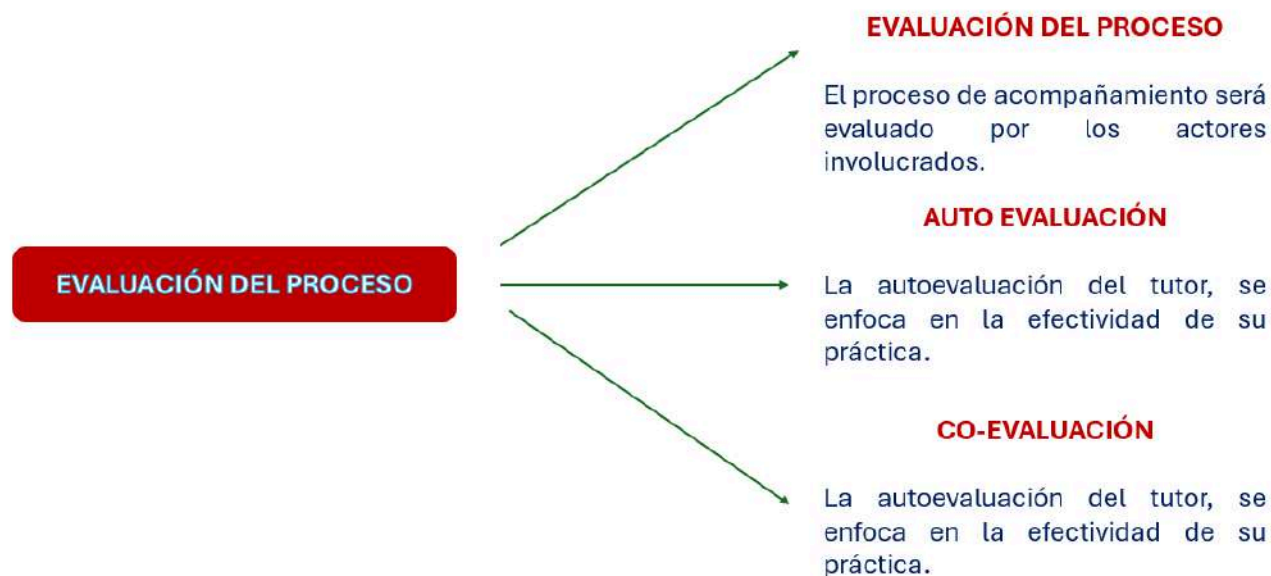 EVALUACIÓN DEL PROCESO
EVALUACIÓN DEL PROCESO
El proceso de acompañamiento será
evaluado por los actores
involucrados.
AUTO EVALUACIÓN
La autoevaluación del tutor, se
enfoca en la efectividad de su
práctica.
CO-EVALUACIÓN
La autoevaluación del tutor, se
enfoca en la efectividad de su
práctica.